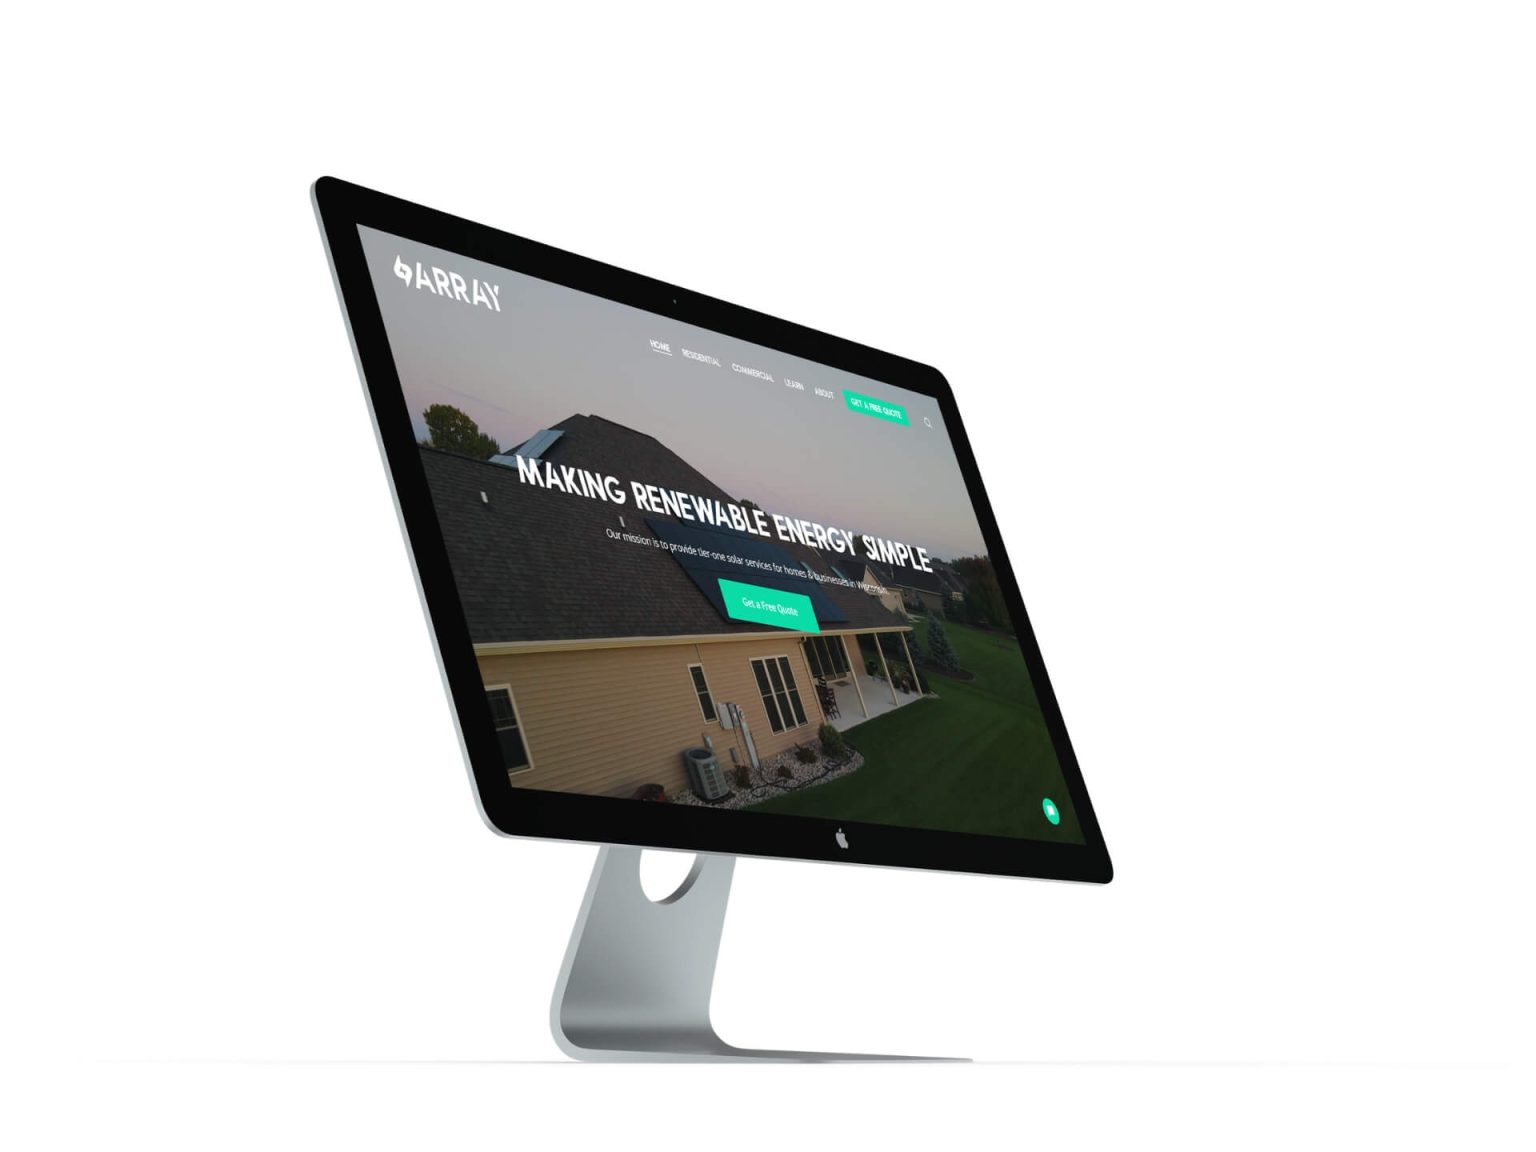 ARRAY
HOME RESIDENTIAL COMMERCIAL LEARN ABOUT GET A FREE QUOTE
MAKING RENEWABLE ENERGY SIMPLE
Our mission is to provide tier-one solar services for homes & businesses in Wisconsin.
Get a Free Quote